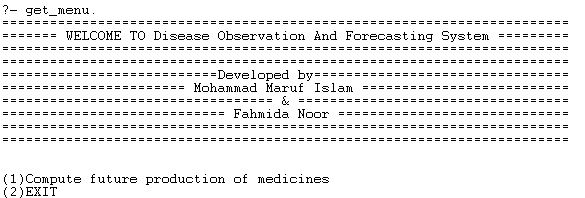 ?- get_menu.
=======================================================================
======= WELCOME TO Disease Observation And Forecasting System =========
=======================================================================
=======================================================================
===========================Developed by================================
======================= Mohammad Maruf Islam ==========================
================================== & ==================================
============================ Fahmida Noor =============================
=======================================================================
=======================================================================
(1)Compute future production of medicines
(2)EXIT